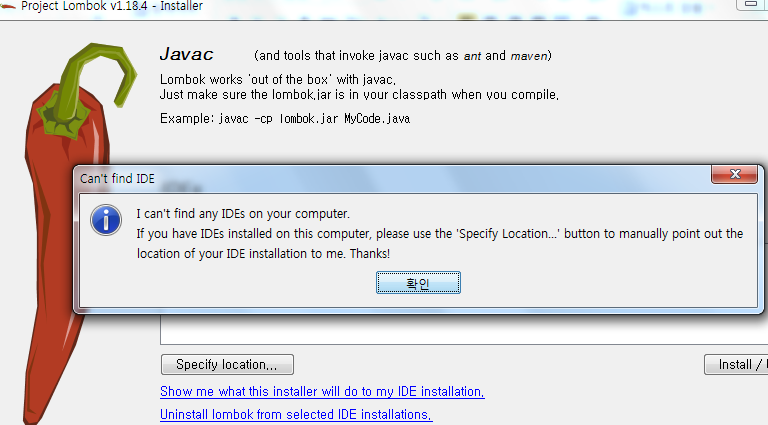 Project Lombok v1.18.4 - Installer
Javac (and tools that invoke javac such as ant and maven)
Lombok works 'out of the box' with javac.
Just make sure the lombok.jar is in your classpath when you compile.
Example: javac -cp lombok.jar MyCode.java
Can't find IDE
I can't find any IDEs on your computer.
If you have IDEs installed on this computer, please use the 'Specify Location...' button to manually point out the
location of your IDE installation to me. Thanks!
확인
Specify location...
Install /
Show me what this installer will do to my IDE installation.
Uninstall lombok from selected IDE installations.